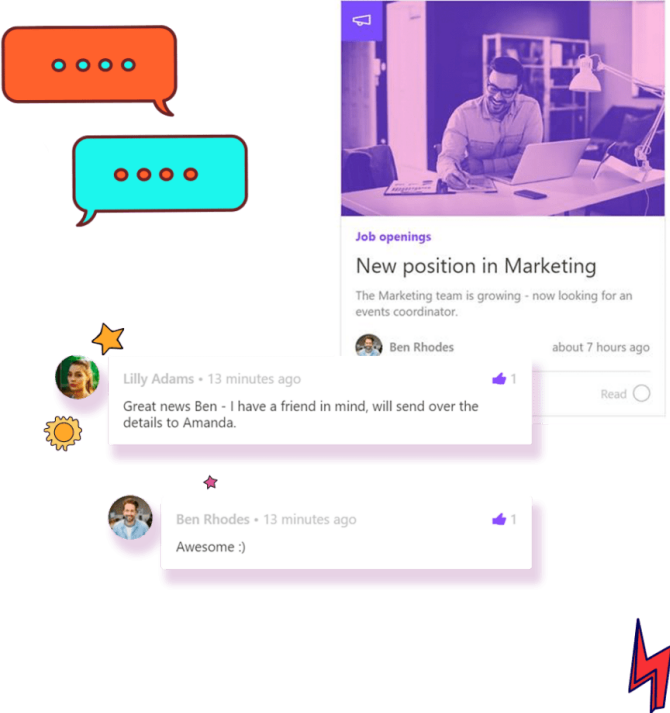 Job openings
New position in Marketing
The Marketing team is growing - now looking for an
events coordinator.
Ben Rhodes about 7 hours ago
Read
Lilly Adams • 13 minutes ago 1
Great news Ben - I have a friend in mind, will send over the
details to Amanda.
Ben Rhodes • 13 minutes ago 1
Awesome :)